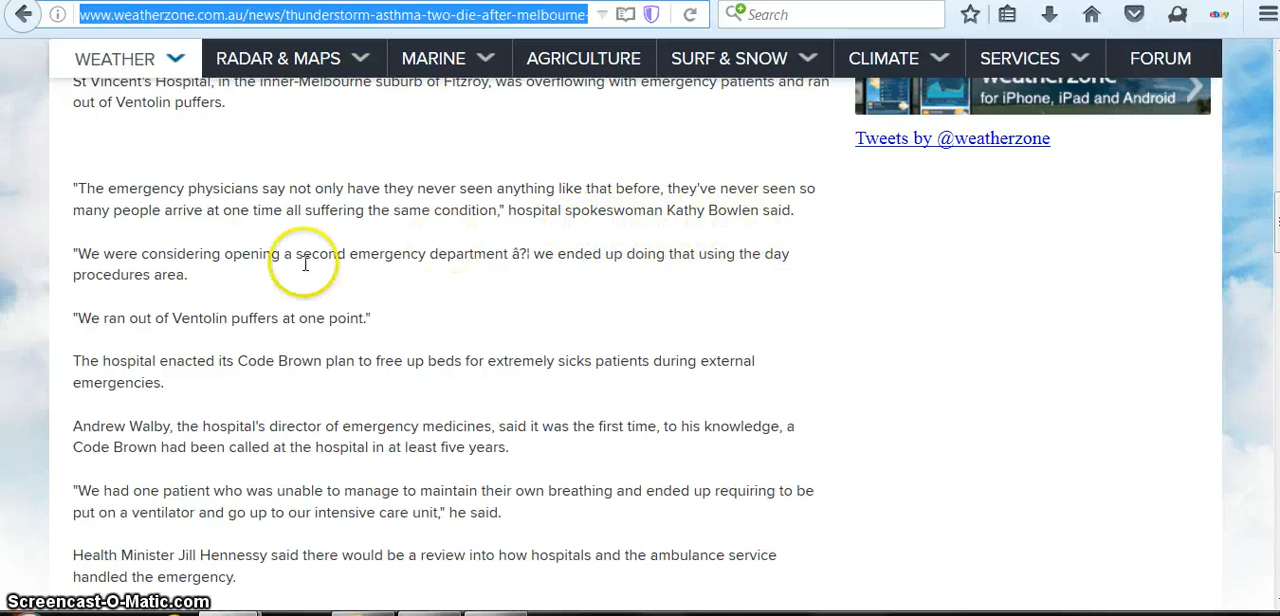 www.weatherzone.com.au/news/thunderstorm-asthma-two-die-after-melbourne-
Search
WEATHER RADAR & MAPS MARINE AGRICULTURE SURF & SNOW CLIMATE SERVICES FORUM
St Vincent's Hospital, in the inner-Melbourne suburb of Fitzroy, was overflowing with emergency patients and ran
out of Ventolin puffers.
weatherzone
for iPhone, iPad and Android
Tweets by @weatherzone
"The emergency physicians say not only have they never seen anything like that before, they've never seen so
many people arrive at one time all suffering the same condition," hospital spokeswoman Kathy Bowlen said.
"We were considering opening a second emergency department â?¦ we ended up doing that using the day
procedures area.
"We ran out of Ventolin puffers at one point."
The hospital enacted its Code Brown plan to free up beds for extremely sicks patients during external
emergencies.
Andrew Walby, the hospital's director of emergency medicines, said it was the first time, to his knowledge, a
Code Brown had been called at the hospital in at least five years.
"We had one patient who was unable to manage to maintain their own breathing and ended up requiring to be
put on a ventilator and go up to our intensive care unit," he said.
Health Minister Jill Hennessy said there would be a review into how hospitals and the ambulance service
handled the emergency.
Screencast-O-Matic.com